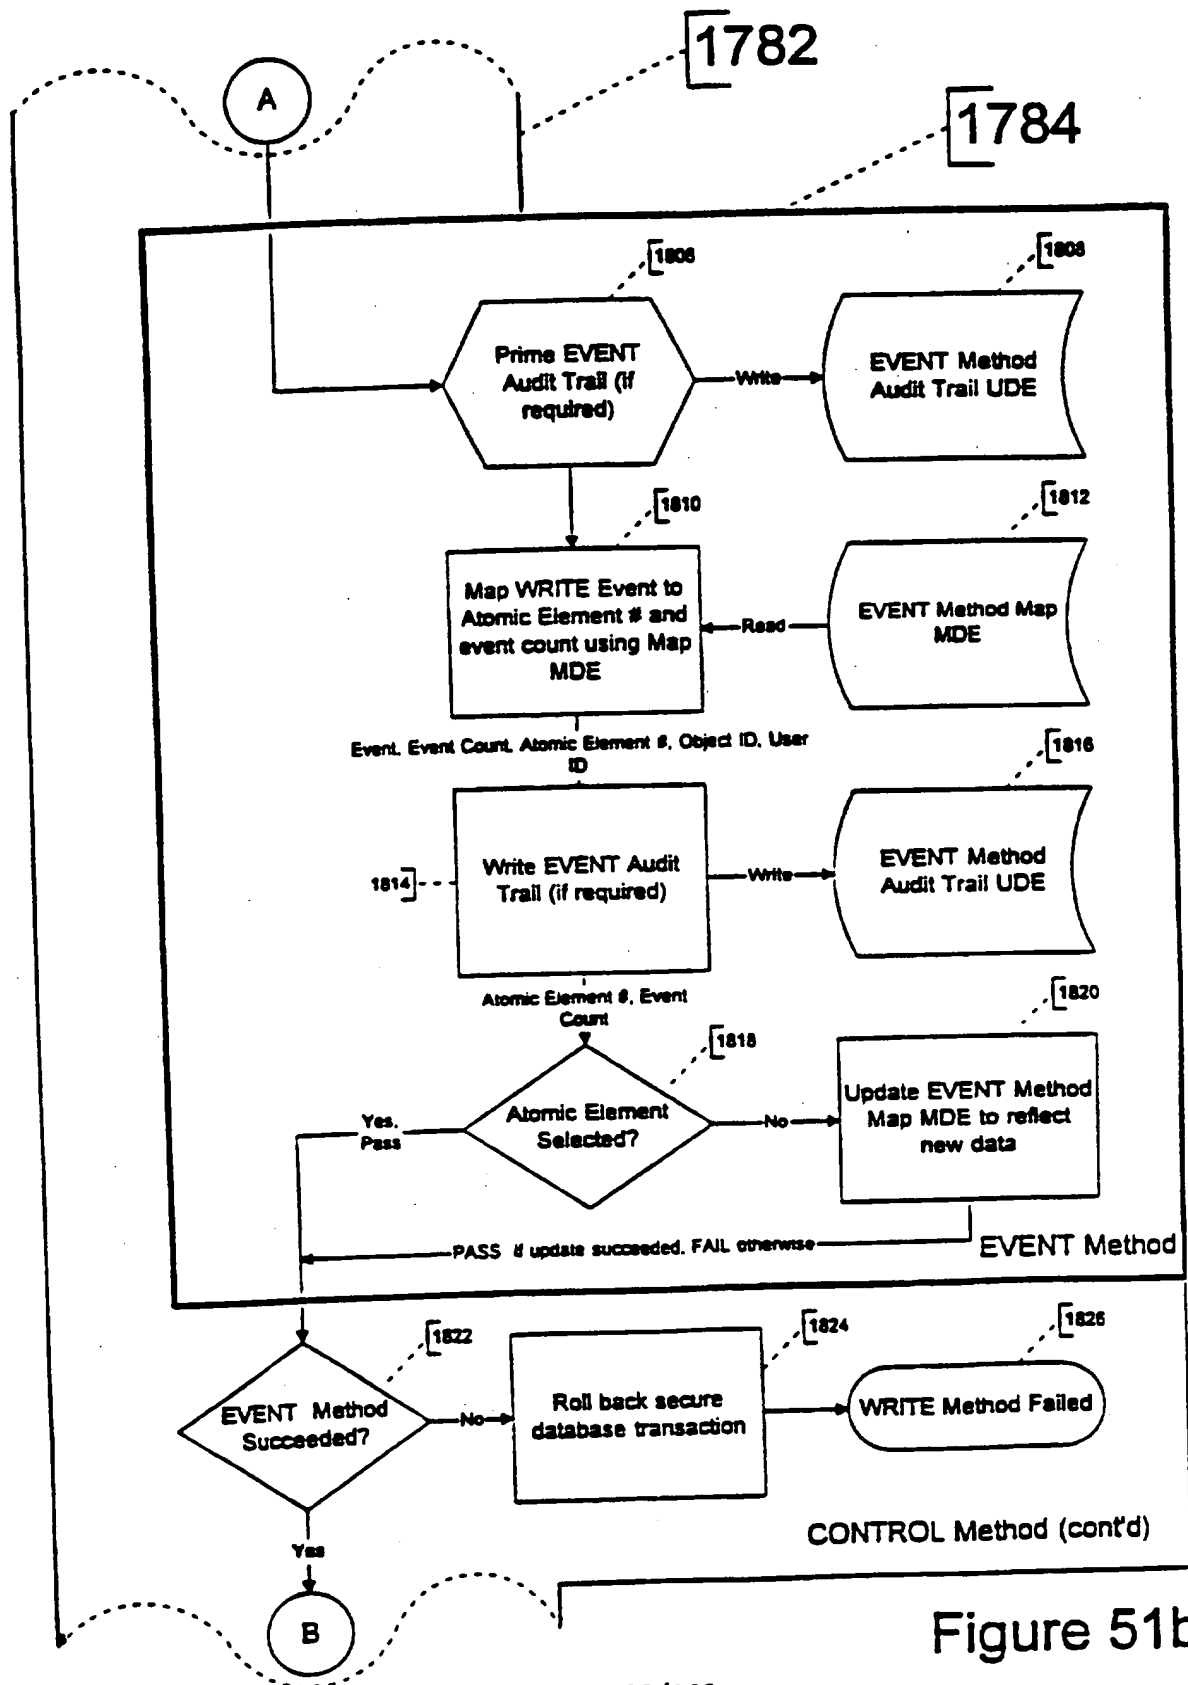 1782
A
1784
1806
1808
Prime EVENT
Audit Trail (if
required)
Write
EVENT Method
Audit Trail UDE
1810
1812
Map WRITE Event to
Atomic Element # and
event count using Map
MDE
Read
EVENT Method Map
MDE
Event, Event Count, Atomic Element #, Object ID, User
ID
1816
1814
Write EVENT Audit
Trail (if required)
Write
EVENT Method
Audit Trail UDE
Atomic Element #, Event
Count
1818
1820
Yes,
Pass
Atomic Element
Selected?
No
Update EVENT Method
Map MDE to reflect
new data
PASS if update succeeded, FAIL otherwise
EVENT Method
1822
1824
1826
EVENT Method
Succeeded?
No
Roll back secure
database transaction
WRITE Method Failed
Yes
CONTROL Method (cont'd)
B
Figure 51b